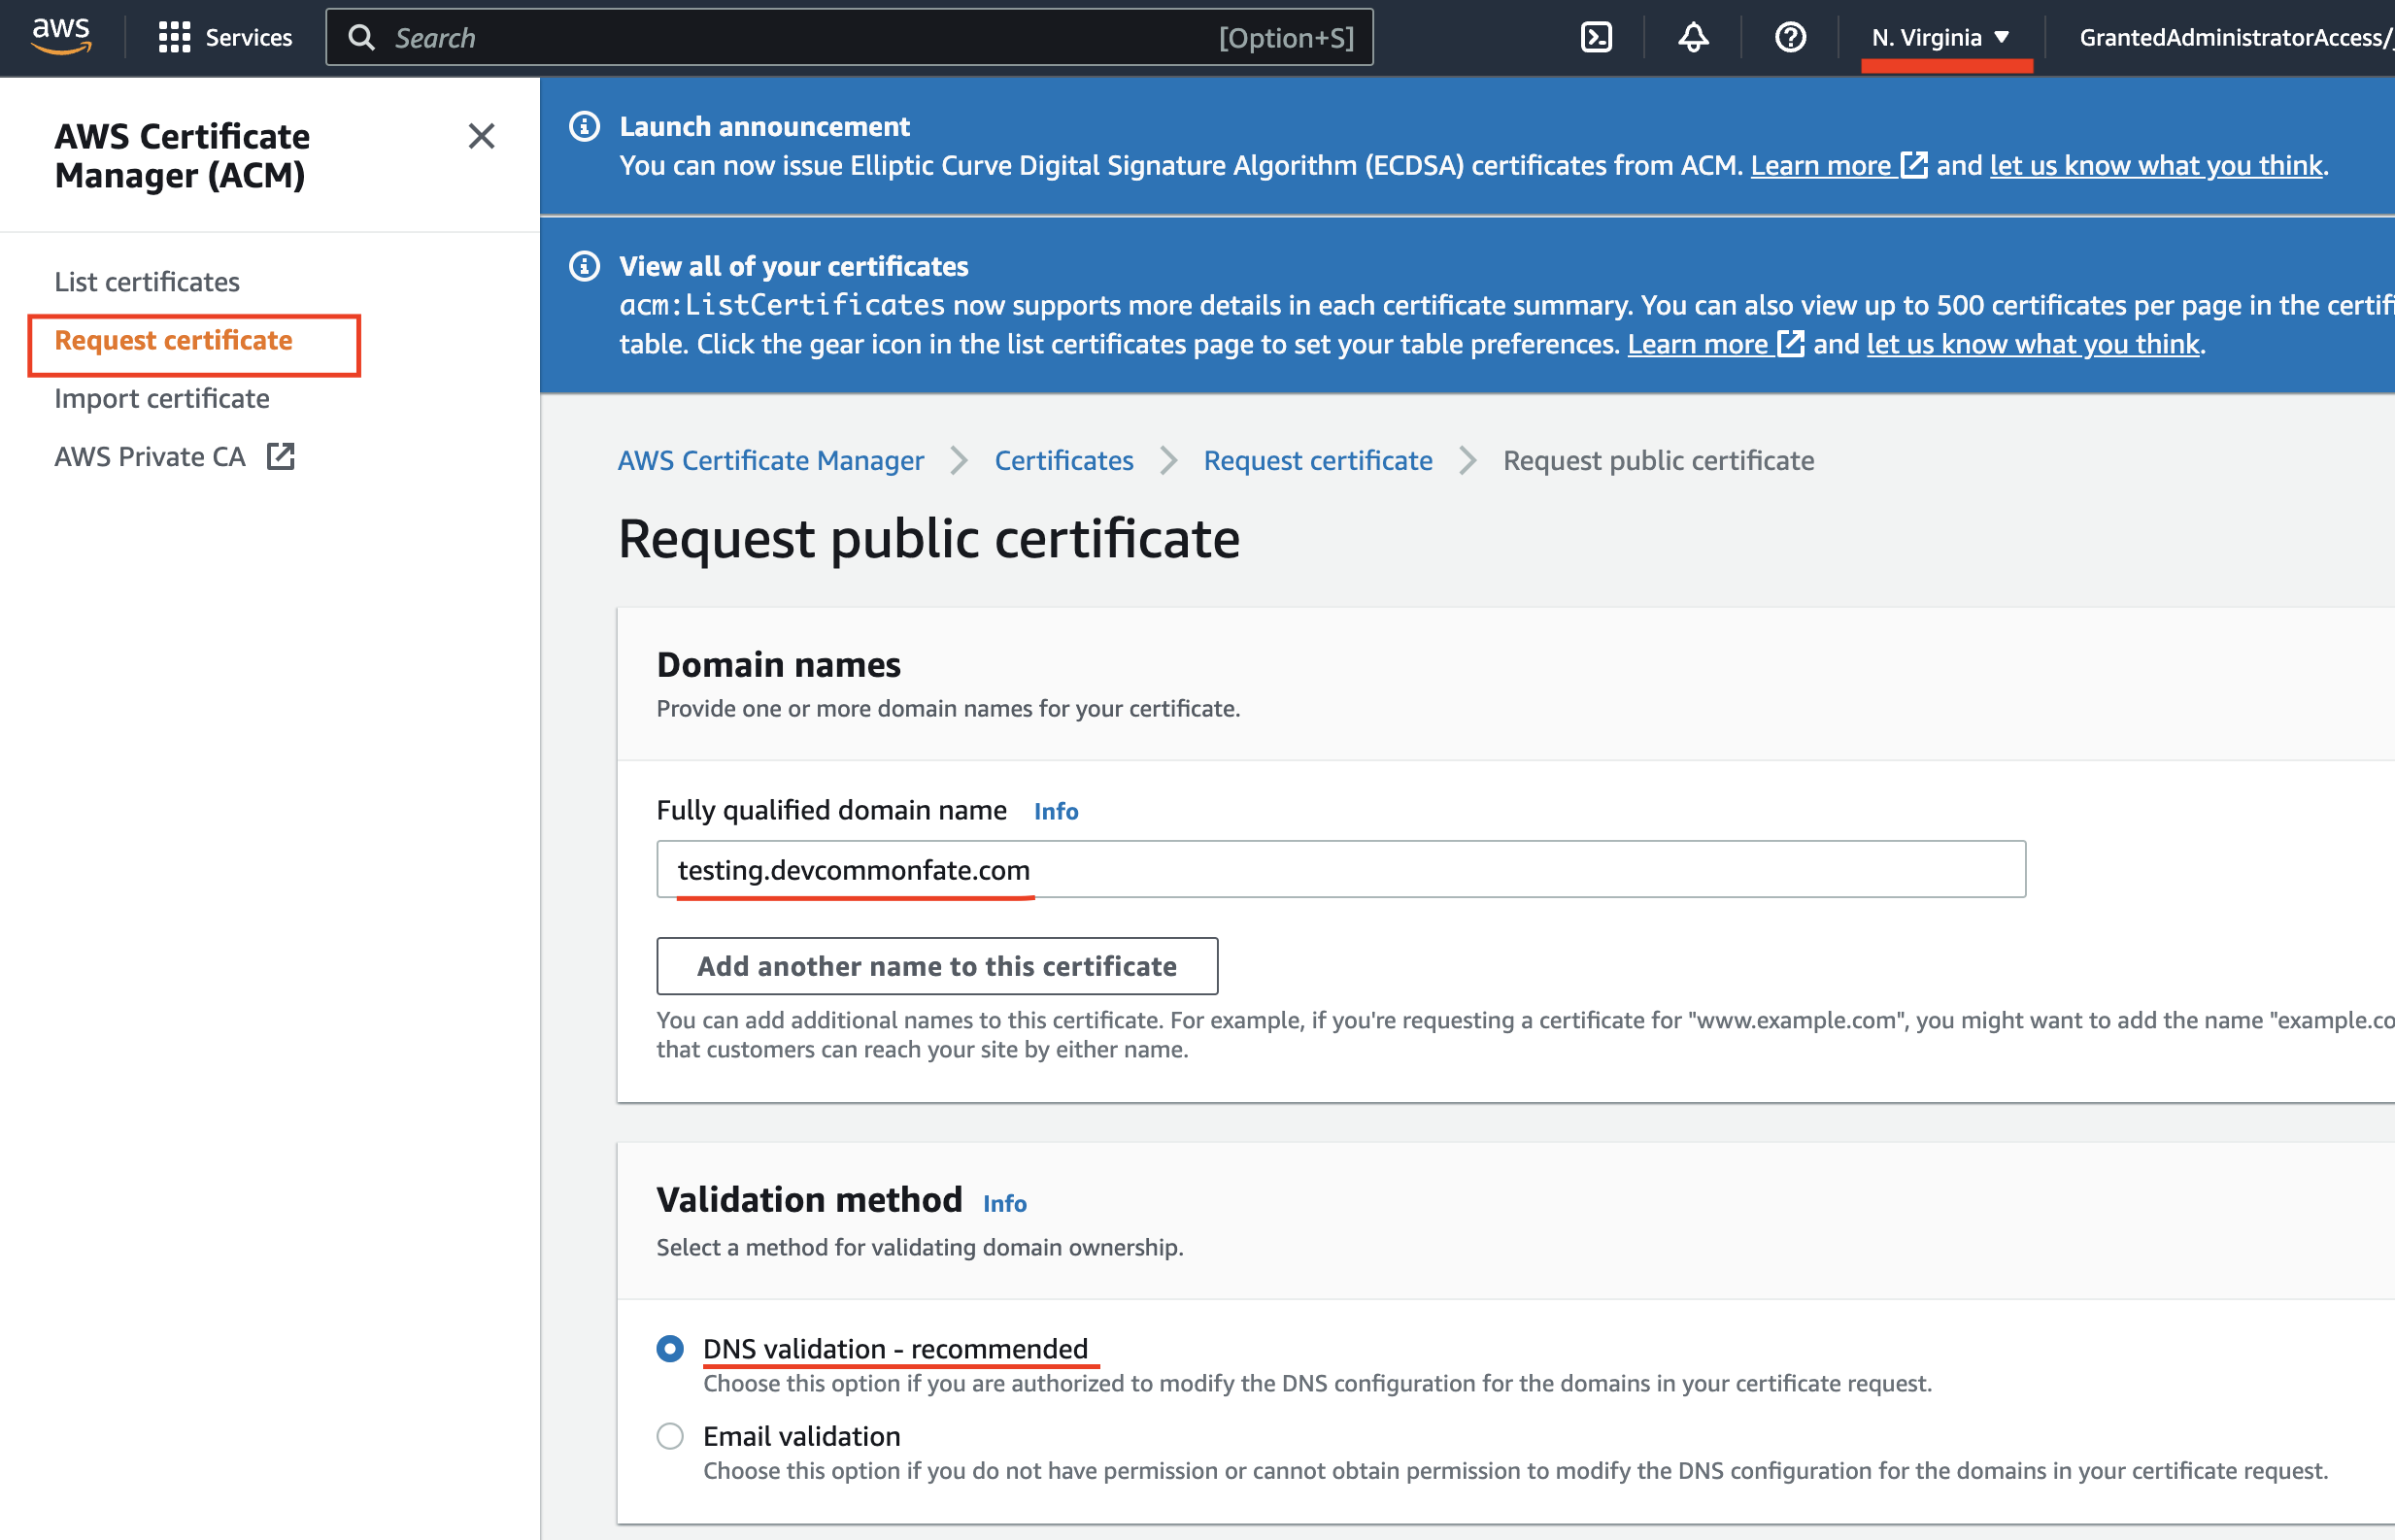 aws
Services
Search
[Option+S]
N. Virginia
GrantedAdministratorAccess/
AWS Certificate
Manager (ACM)
List certificates
Request certificate
Import certificate
AWS Private CA
Launch announcement
You can now issue Elliptic Curve Digital Signature Algorithm (ECDSA) certificates from ACM. Learn more and let us know what you think.
View all of your certificates
acm:ListCertificates now supports more details in each certificate summary. You can also view up to 500 certificates per page in the certifi
table. Click the gear icon in the list certificates page to set your table preferences. Learn more and let us know what you think.
AWS Certificate Manager
Certificates
Request certificate
Request public certificate
Request public certificate
Domain names
Provide one or more domain names for your certificate.
Fully qualified domain name Info
testing.devcommonfate.com
Add another name to this certificate
You can add additional names to this certificate. For example, if you're requesting a certificate for "www.example.com", you might want to add the name "example.co
that customers can reach your site by either name.
Validation method Info
Select a method for validating domain ownership.
DNS validation - recommended
Choose this option if you are authorized to modify the DNS configuration for the domains in your certificate request.
Email validation
Choose this option if you do not have permission or cannot obtain permission to modify the DNS configuration for the domains in your certificate request.